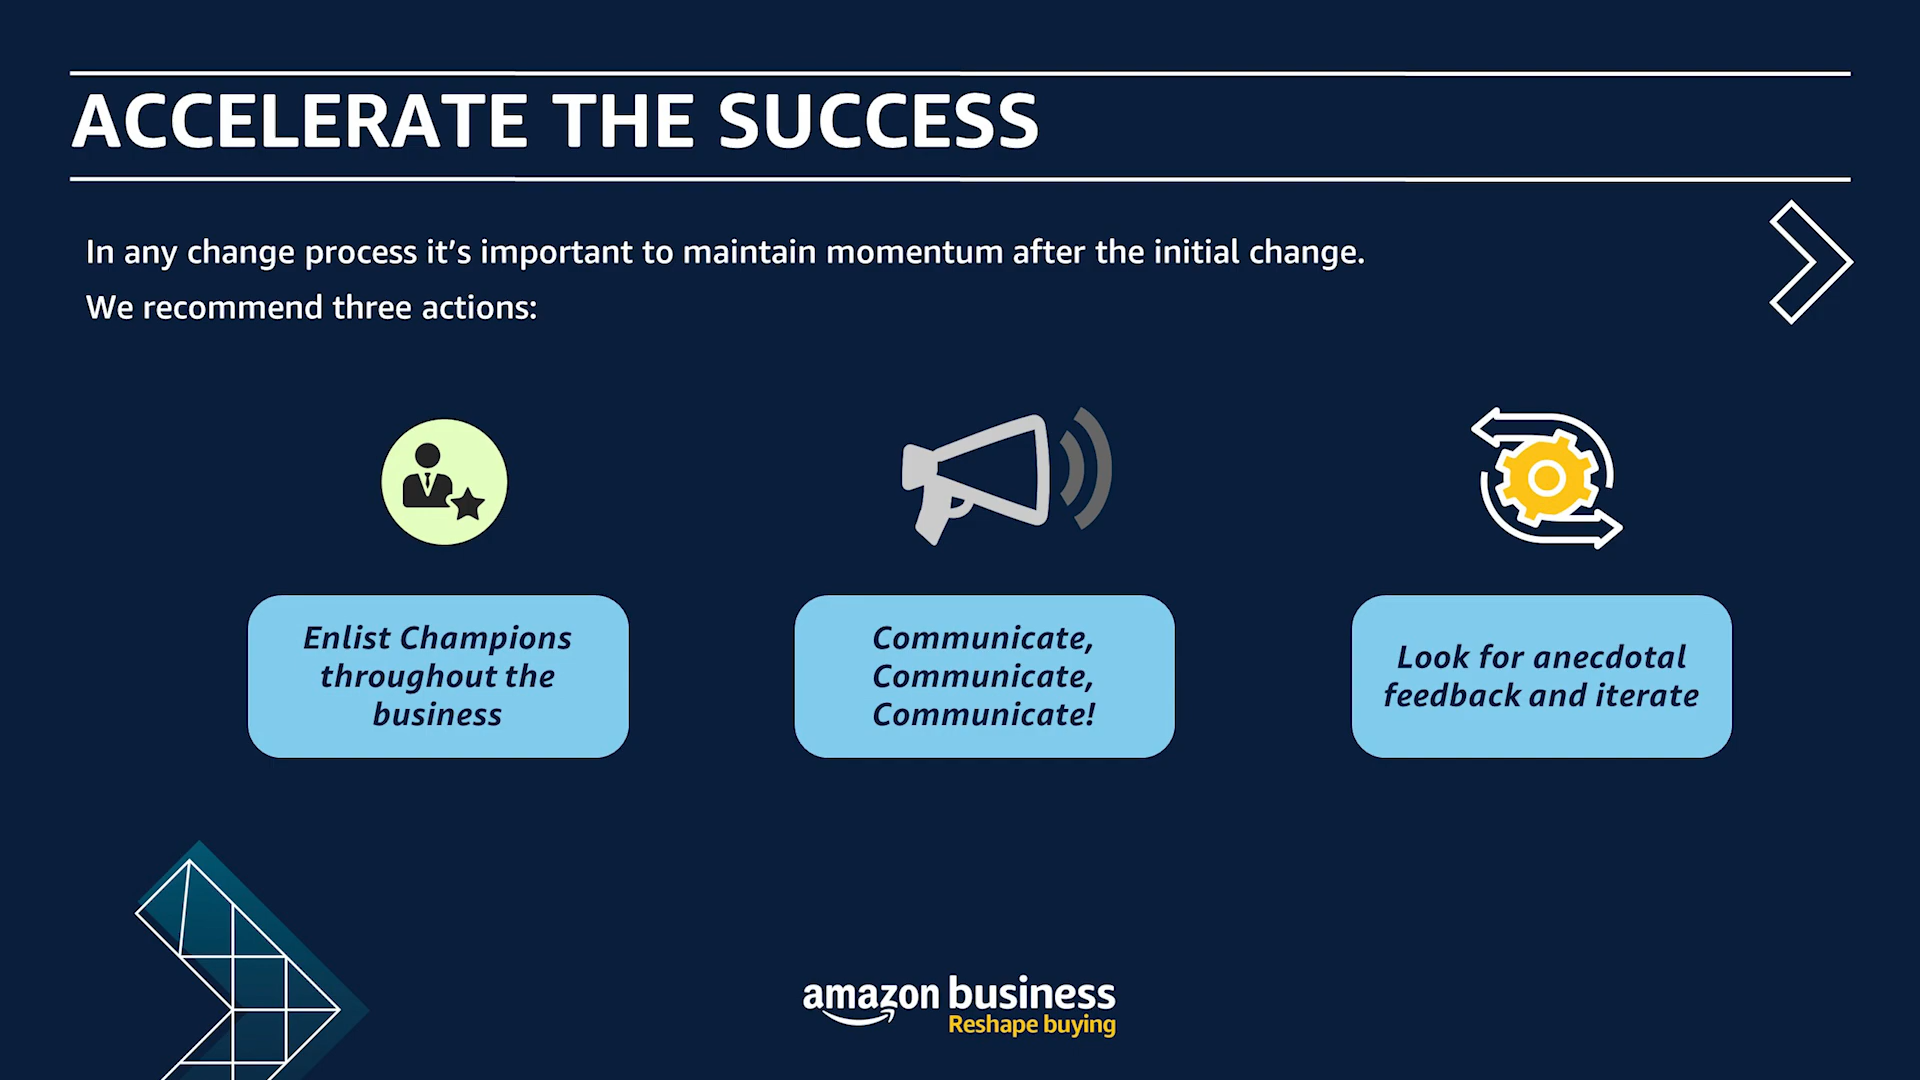 ACCELERATE THE SUCCESS
In any change process it’s important to maintain momentum after the initial change.
We recommend three actions:
Enlist Champions
throughout the
business
Communicate,
Communicate,
Communicate!
Look for anecdotal
feedback and iterate
amazon business
Reshape buying